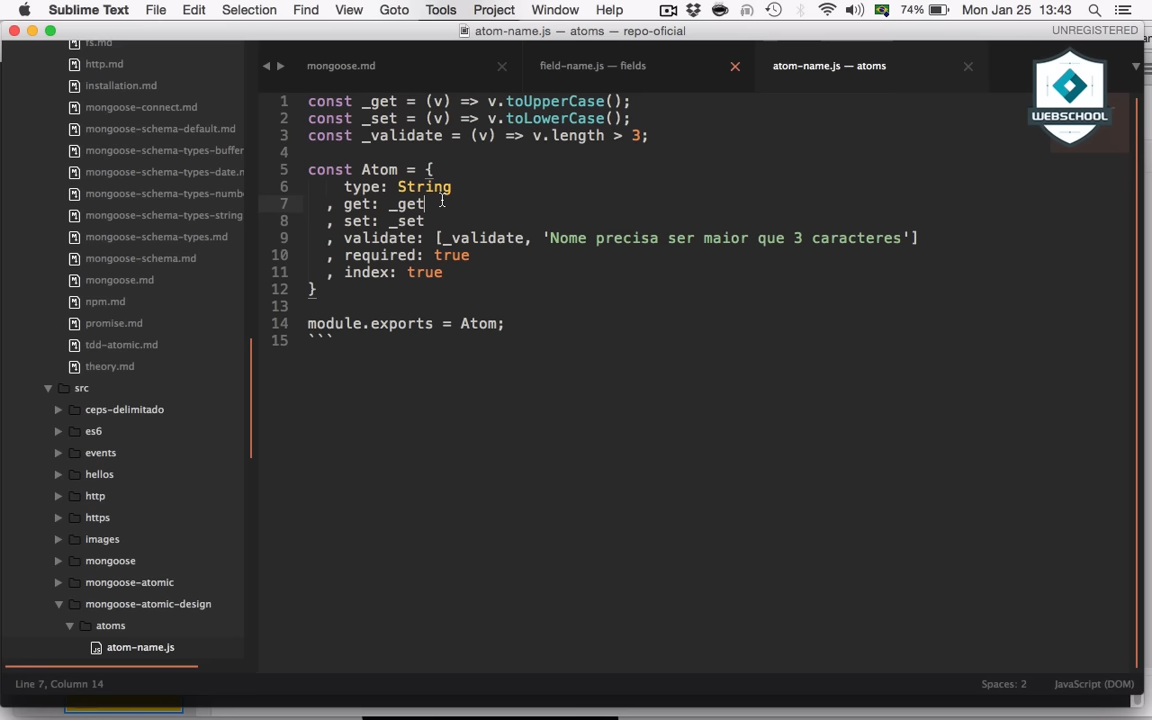 Sublime Text File Edit Selection Find View Goto Tools Project Window Help 74% Mon Jan 25 13:43
atom-name.js — atoms — repo-oficial UNREGISTERED
mongoose.md field-name.js — fields atom-name.js — atoms
WEBSCHOOL
fs.md
http.md
installation.md
mongoose-connect.md
mongoose-schema-default.md
mongoose-schema-types-buffer
mongoose-schema-types-date.n
mongoose-schema-types-numb
mongoose-schema-types-string
mongoose-schema-types.md
mongoose-schema.md
mongoose.md
npm.md
promise.md
tdd-atomic.md
theory.md
src
ceps-delimitado
es6
events
hellos
http
https
images
mongoose
mongoose-atomic
mongoose-atomic-design
atoms
atom-name.js
1 const _get = (v) => v.toUpperCase();
2 const _set = (v) => v.toLowerCase();
3 const _validate = (v) => v.length > 3;
4
5 const Atom = {
6 type: String
7 , get: _get
8 , set: _set
9 , validate: [_validate, 'Nome precisa ser maior que 3 caracteres']
10 , required: true
11 , index: true
12 }
13
14 module.exports = Atom;
15 ```
Line 7, Column 14 Spaces: 2 JavaScript (DOM)